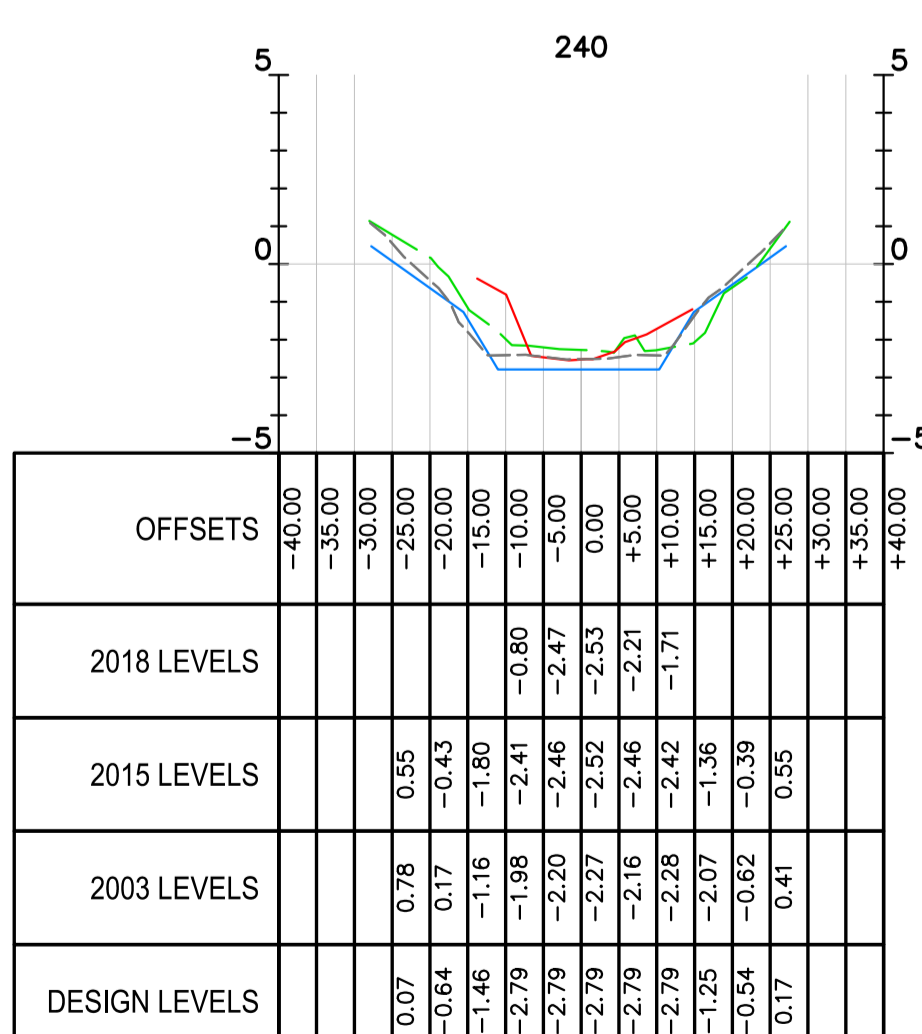 240
5 5
0 0
−5 −5
OFFSETS −40.00 −35.00 −30.00 −25.00 −20.00 −15.00 −10.00 −5.00 0.00 +5.00 +10.00 +15.00 +20.00 +25.00 +30.00 +35.00 +40.00
2018 LEVELS −0.80 −2.47 −2.53 −2.21 −1.71
2015 LEVELS 0.55 −0.43 −1.80 −2.41 −2.46 −2.52 −2.46 −2.42 −1.36 −0.39 0.55
2003 LEVELS 0.78 0.17 −1.16 −1.98 −2.20 −2.27 −2.16 −2.28 −2.07 −0.62 0.41
DESIGN LEVELS 0.07 −0.64 −1.46 −2.79 −2.79 −2.79 −2.79 −2.79 −1.25 −0.54 0.17